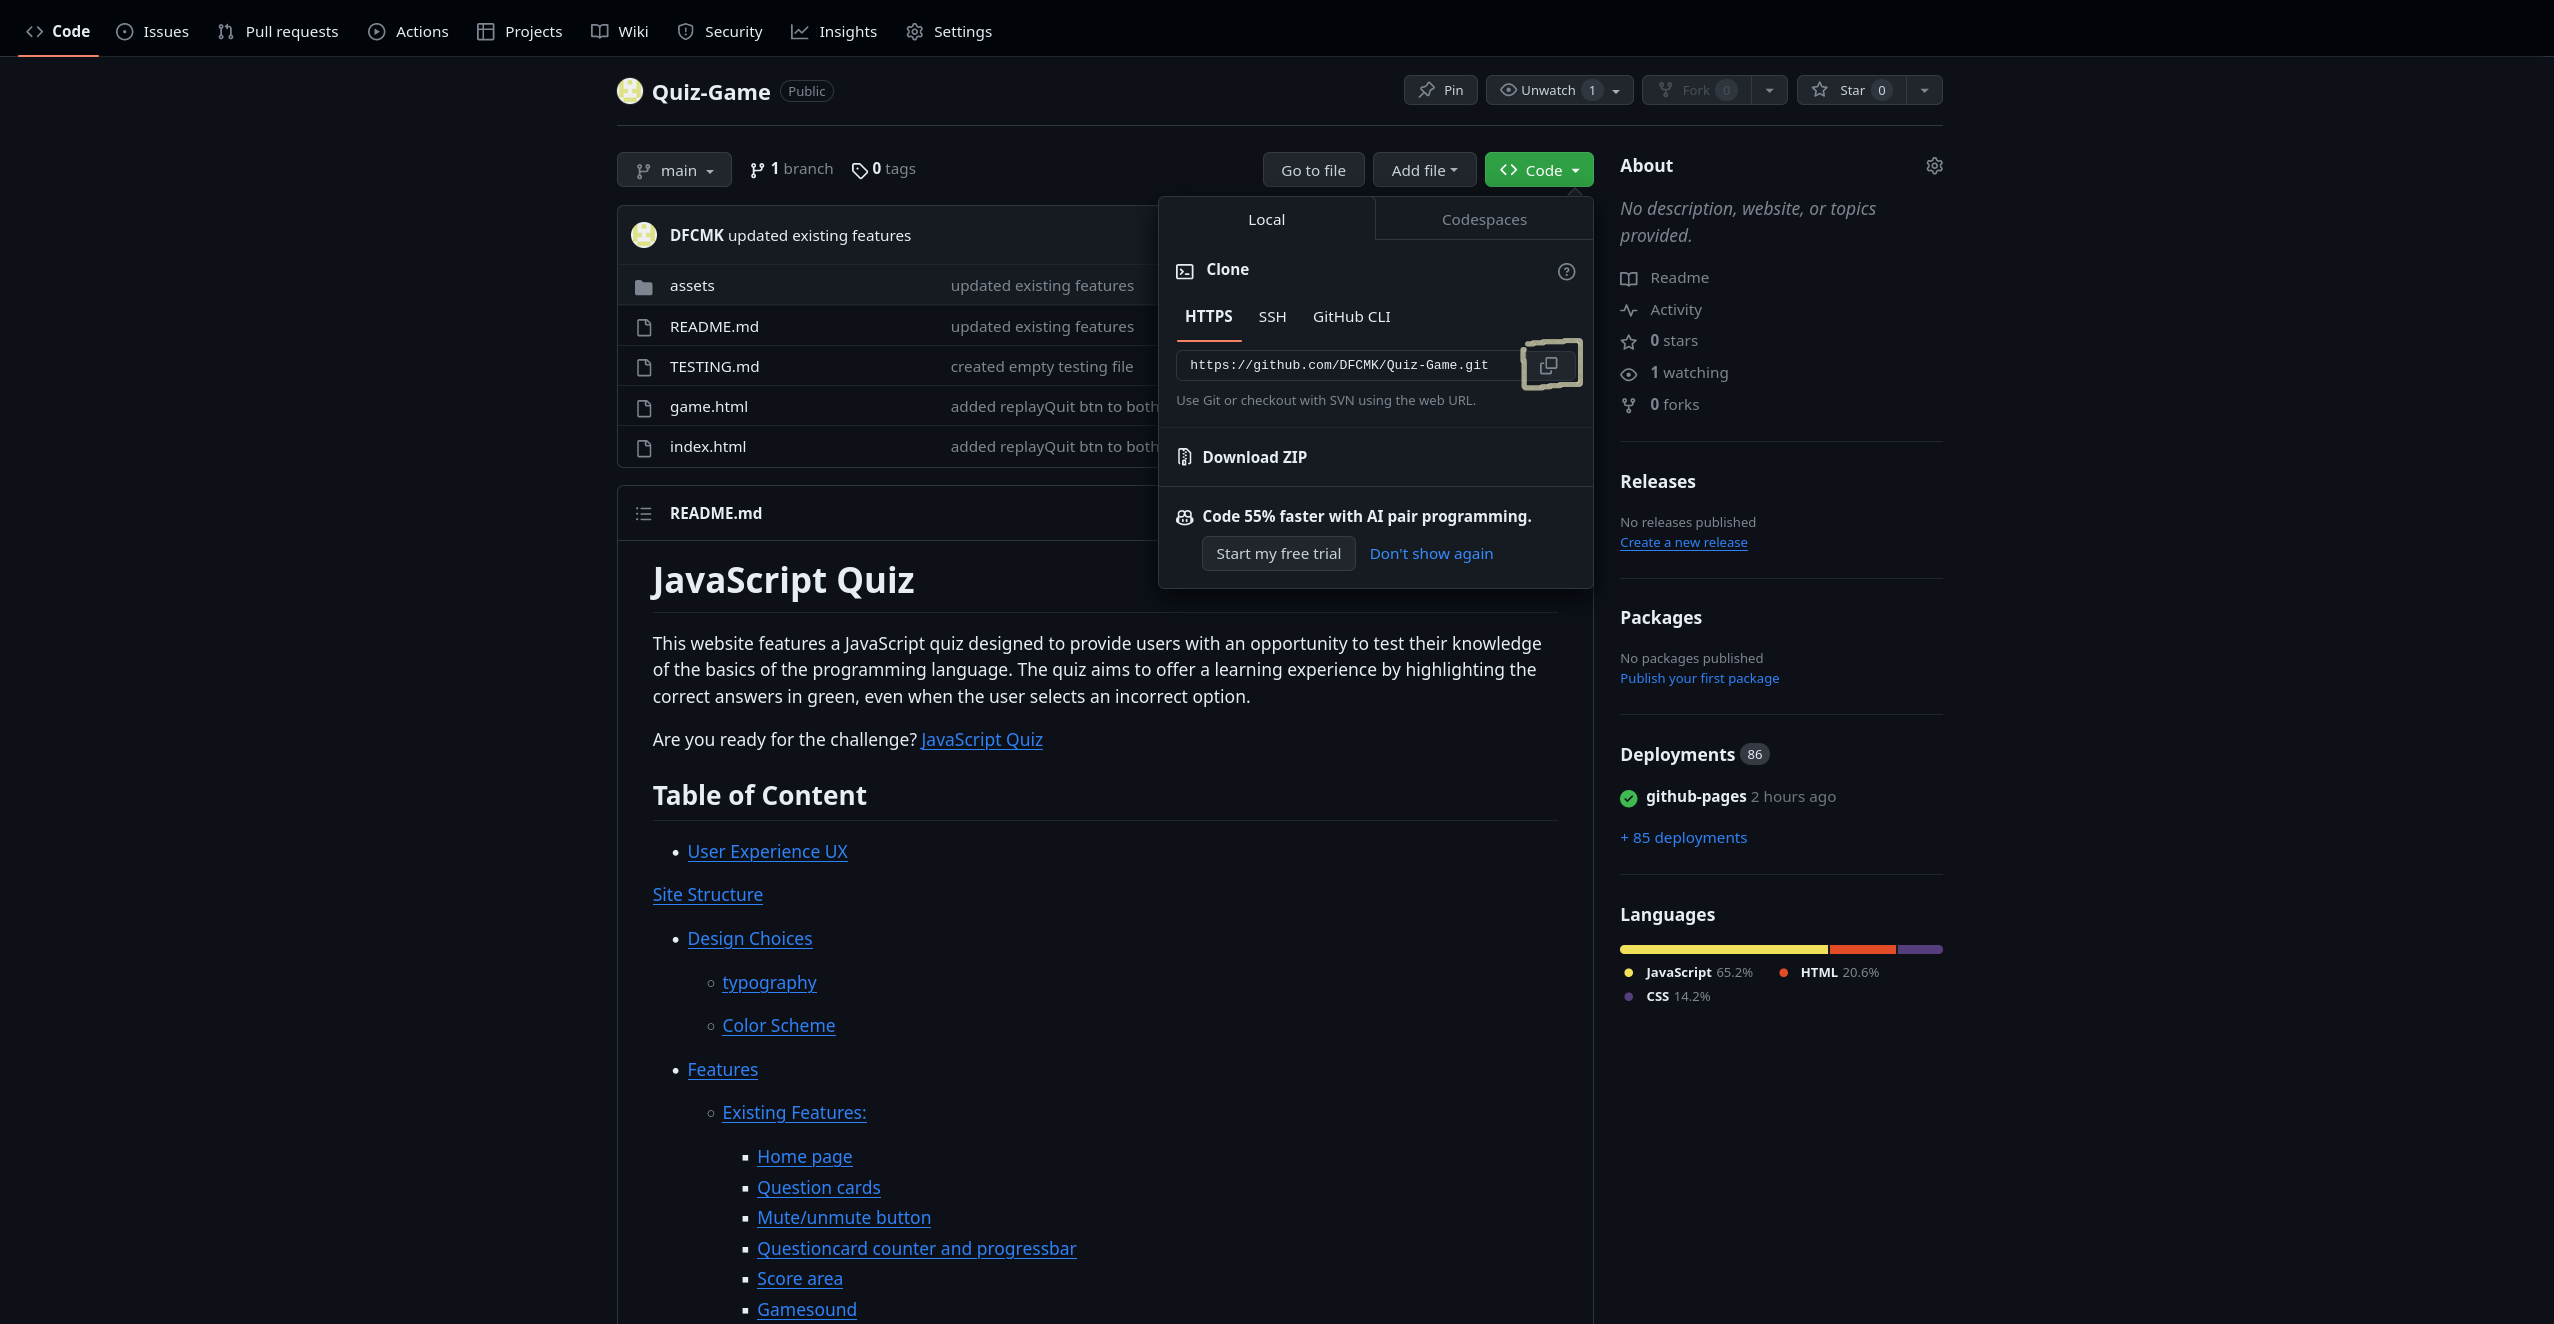 Code Issues Pull requests Actions Projects Wiki Security Insights Settings
Quiz-Game Public Pin Unwatch 1 Fork 0 Star 0
main 1 branch 0 tags Go to file Add file Code
DFCMK updated existing features
assets updated existing features
README.md updated existing features
TESTING.md created empty testing file
game.html added replayQuit btn to both
index.html added replayQuit btn to both
Local Codespaces
Clone
HTTPS SSH GitHub CLI
https://github.com/DFCMK/Quiz-Game.git
Use Git or checkout with SVN using the web URL.
Download ZIP
Code 55% faster with AI pair programming.
Start my free trial Don't show again
README.md
JavaScript Quiz
This website features a JavaScript quiz designed to provide users with an opportunity to test their knowledge
of the basics of the programming language. The quiz aims to offer a learning experience by highlighting the
correct answers in green, even when the user selects an incorrect option.
Are you ready for the challenge? JavaScript Quiz
Table of Content
User Experience UX
Site Structure
Design Choices
typography
Color Scheme
Features
Existing Features:
Home page
Question cards
Mute/unmute button
Questioncard counter and progressbar
Score area
Gamesound
About
No description, website, or topics
provided.
Readme
Activity
0 stars
1 watching
0 forks
Releases
No releases published
Create a new release
Packages
No packages published
Publish your first package
Deployments 86
github-pages 2 hours ago
+ 85 deployments
Languages
JavaScript 65.2% HTML 20.6%
CSS 14.2%